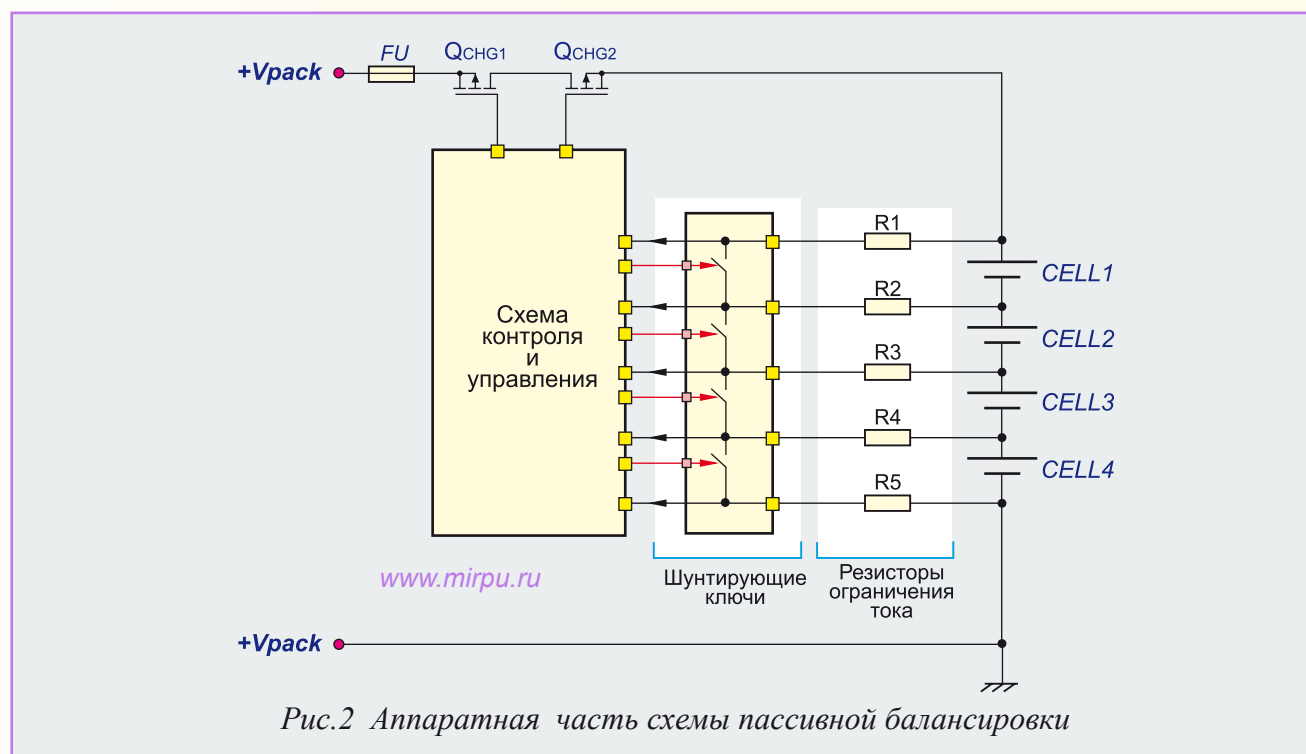 FU
QCHG1
QCHG2
+Vpack
R1
CELL1
R2
Схема
контроля
и
управления
CELL2
R3
CELL3
R4
CELL4
R5
www.mirpu.ru
Шунтирующие
ключи
Резисторы
ограничения
тока
+Vpack
Рис.2 Аппаратная часть схемы пассивной балансировки